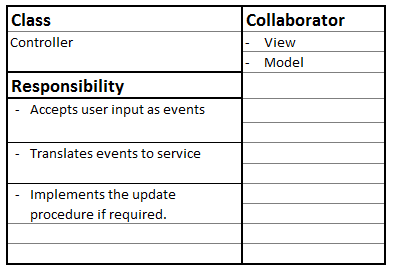 Class
Controller
Responsibility
- Accepts user input as events
- Translates events to service
- Implements the update
procedure if required.
Collaborator
- View
- Model